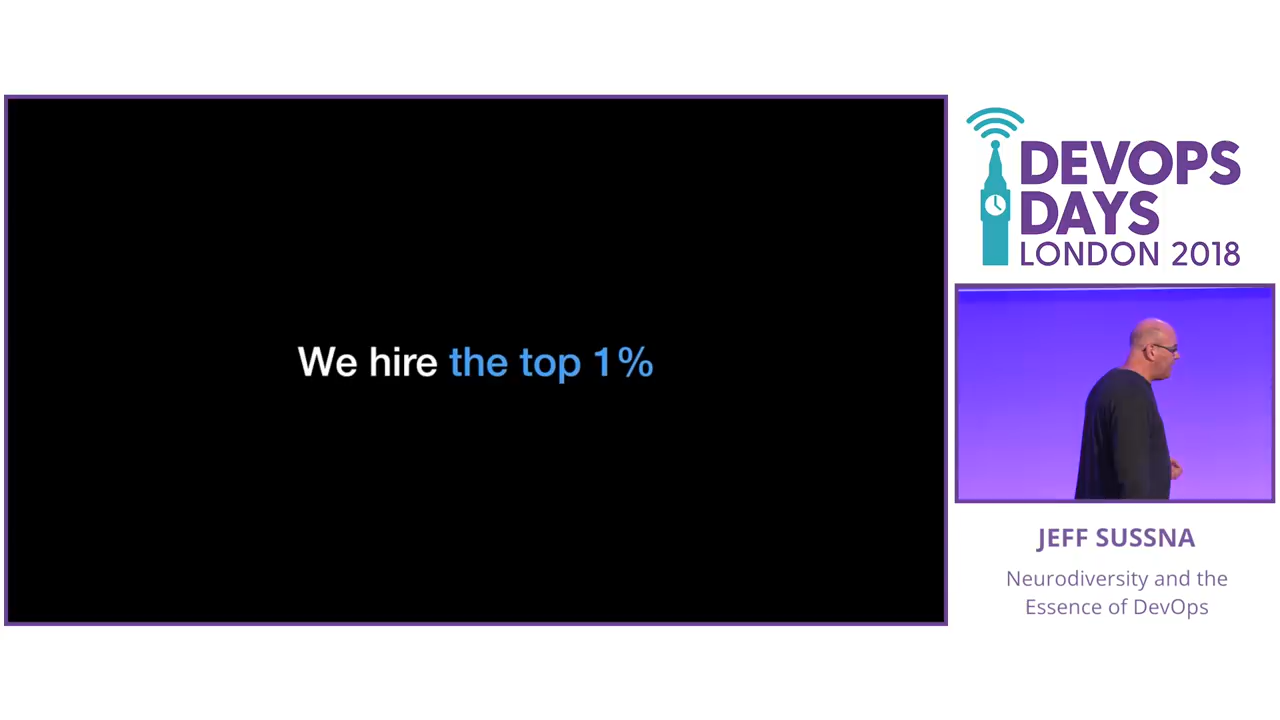 We hire the top 1%
DEVOPS
DAYS
LONDON 2018
JEFF SUSSNA
Neurodiversity and the
Essence of DevOps